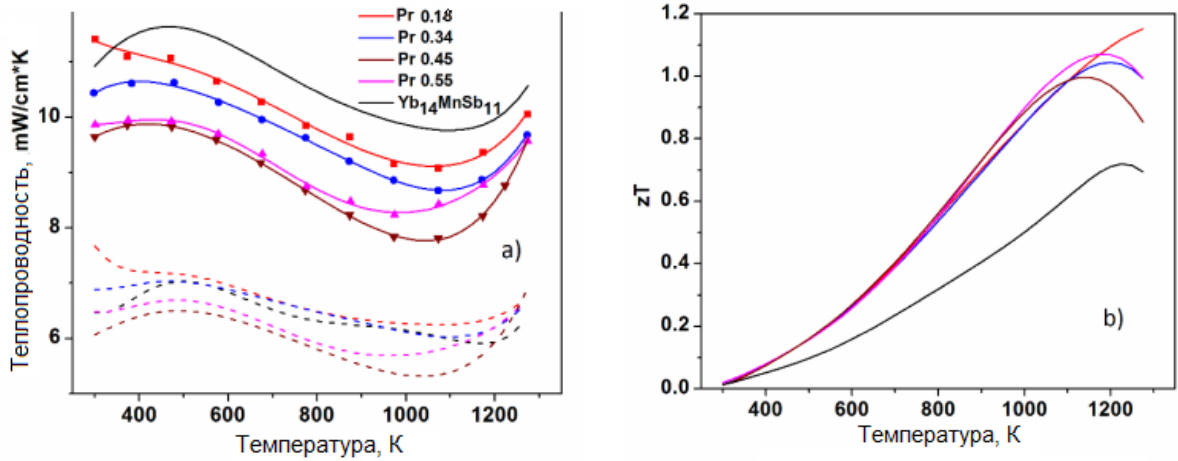 Теплопроводность, mW/cm*K
10
8
6
400
600
800
1000
1200
Температура, К
Pr 0.18
Pr 0.34
Pr 0.45
Pr 0.55
Yb14MnSb11
a)
zT
1.2
1.0
0.8
0.6
0.4
0.2
0.0
400
600
800
1000
1200
Температура, К
b)